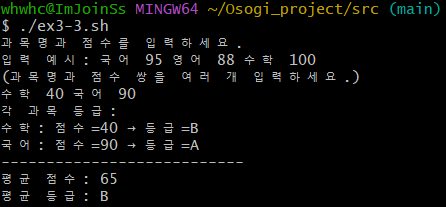 whwhc@ImJoinSs MINGW64 ~/Osogi_project/src (main)
$ ./ex3-3.sh
과목명과 점수를 입력하세요.
입력 예시: 국어 95 영어 88 수학 100
(과목명과 점수 쌍을 여러 개 입력하세요.)
수학 40 국어 90
각 과목 등급:
수학: 점수=40 → 등급=B
국어: 점수=90 → 등급=A
---------------------------
평균 점수: 65
평균 등급: B